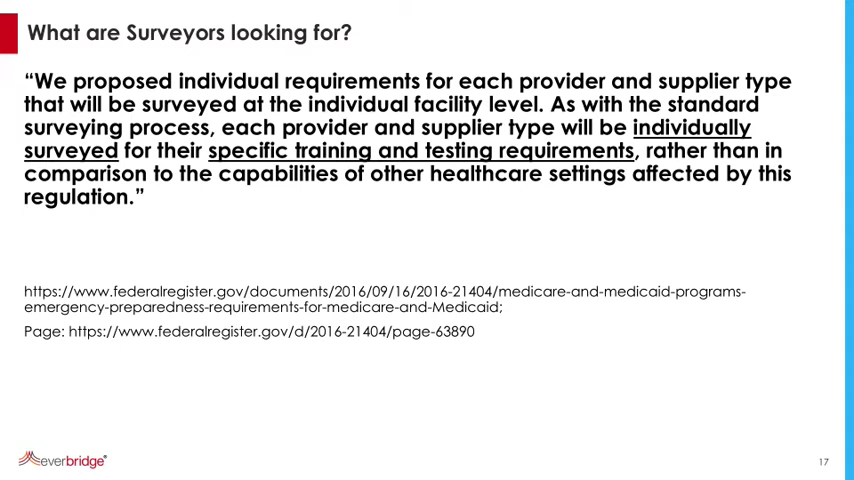 What are Surveyors looking for?
“We proposed individual requirements for each provider and supplier type
that will be surveyed at the individual facility level. As with the standard
surveying process, each provider and supplier type will be individually
surveyed for their specific training and testing requirements, rather than in
comparison to the capabilities of other healthcare settings affected by this
regulation.”
https://www.federalregister.gov/documents/2016/09/16/2016-21404/medicare-and-medicaid-programs-
emergency-preparedness-requirements-for-medicare-and-Medicaid;
Page: https://www.federalregister.gov/d/2016-21404/page-63890
everbridge®
17